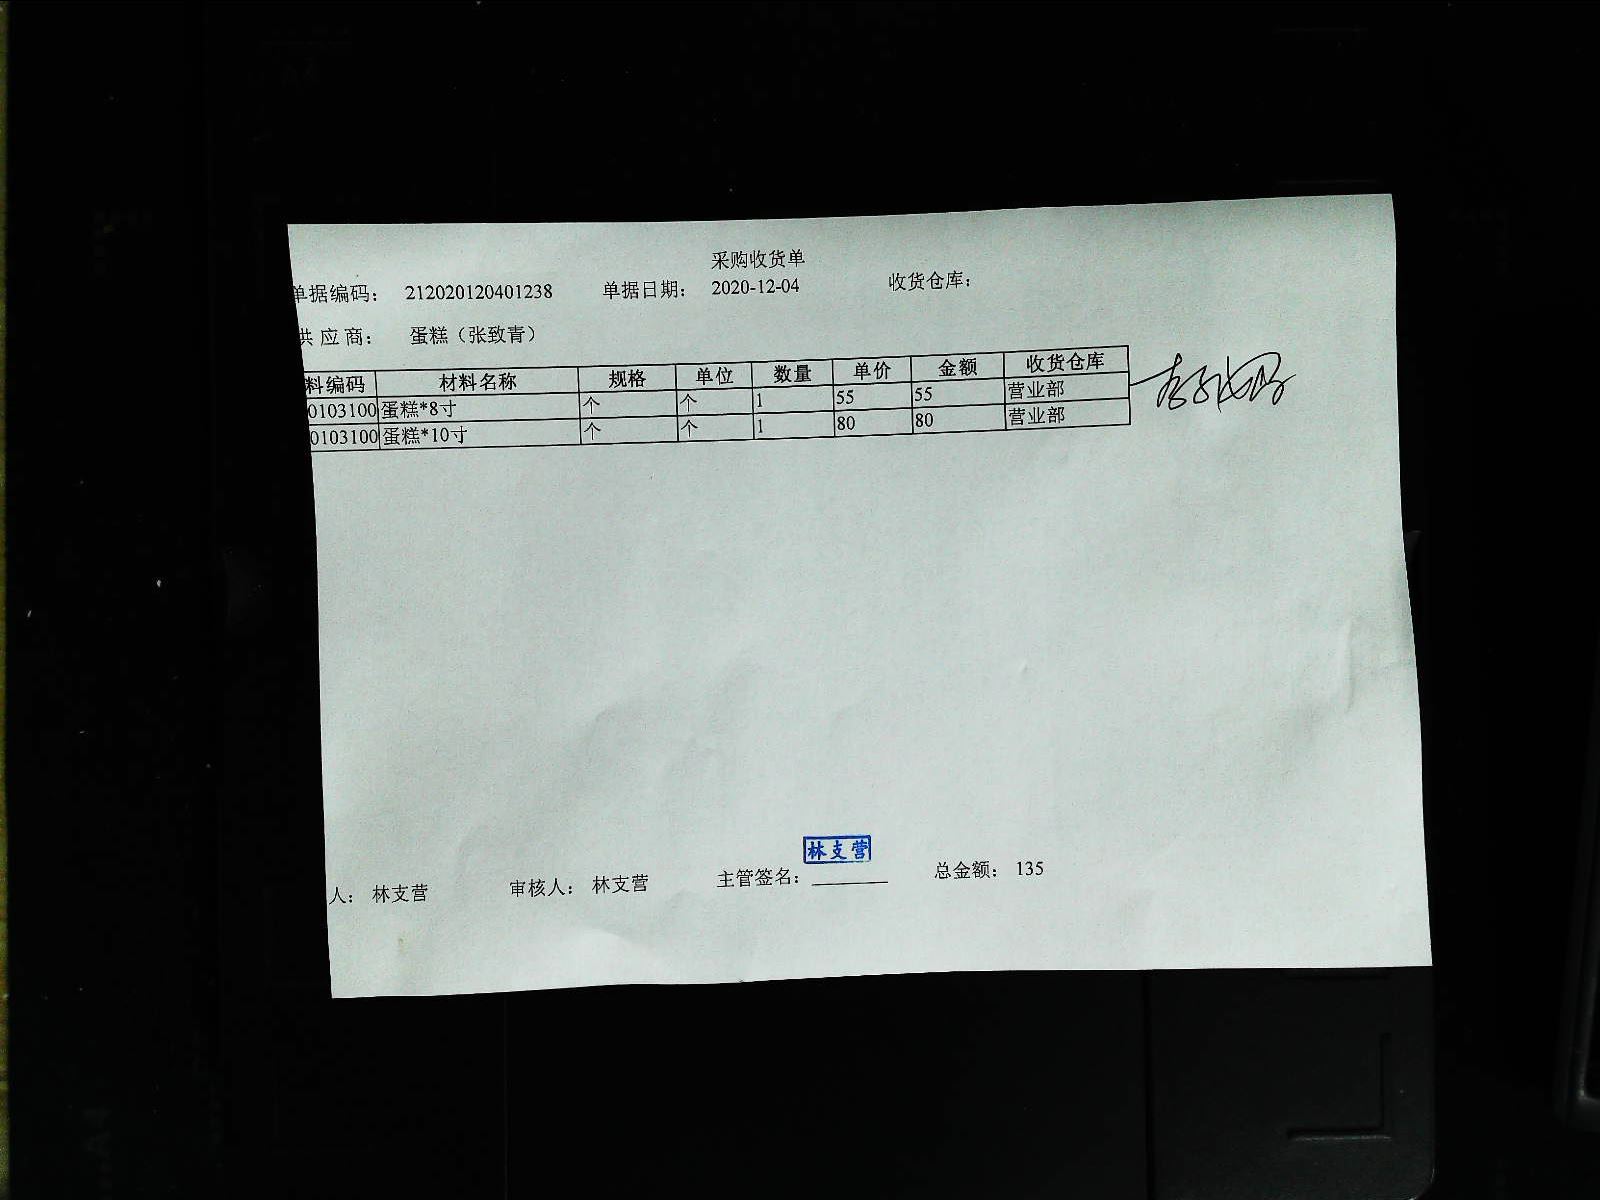 采购收货单
单据编码： 212020120401238 单据日期： 2020-12-04 收货仓库：
供 应 商： 蛋糕（张致青）
料编码 材料名称 规格 单位 数量 单价 金额 收货仓库
0103100 蛋糕*8寸 个 个 1 55 55 营业部
0103100 蛋糕*10寸 个 个 1 80 80 营业部
林支营
人： 林支营 审核人： 林支营 主管签名： 总金额： 135